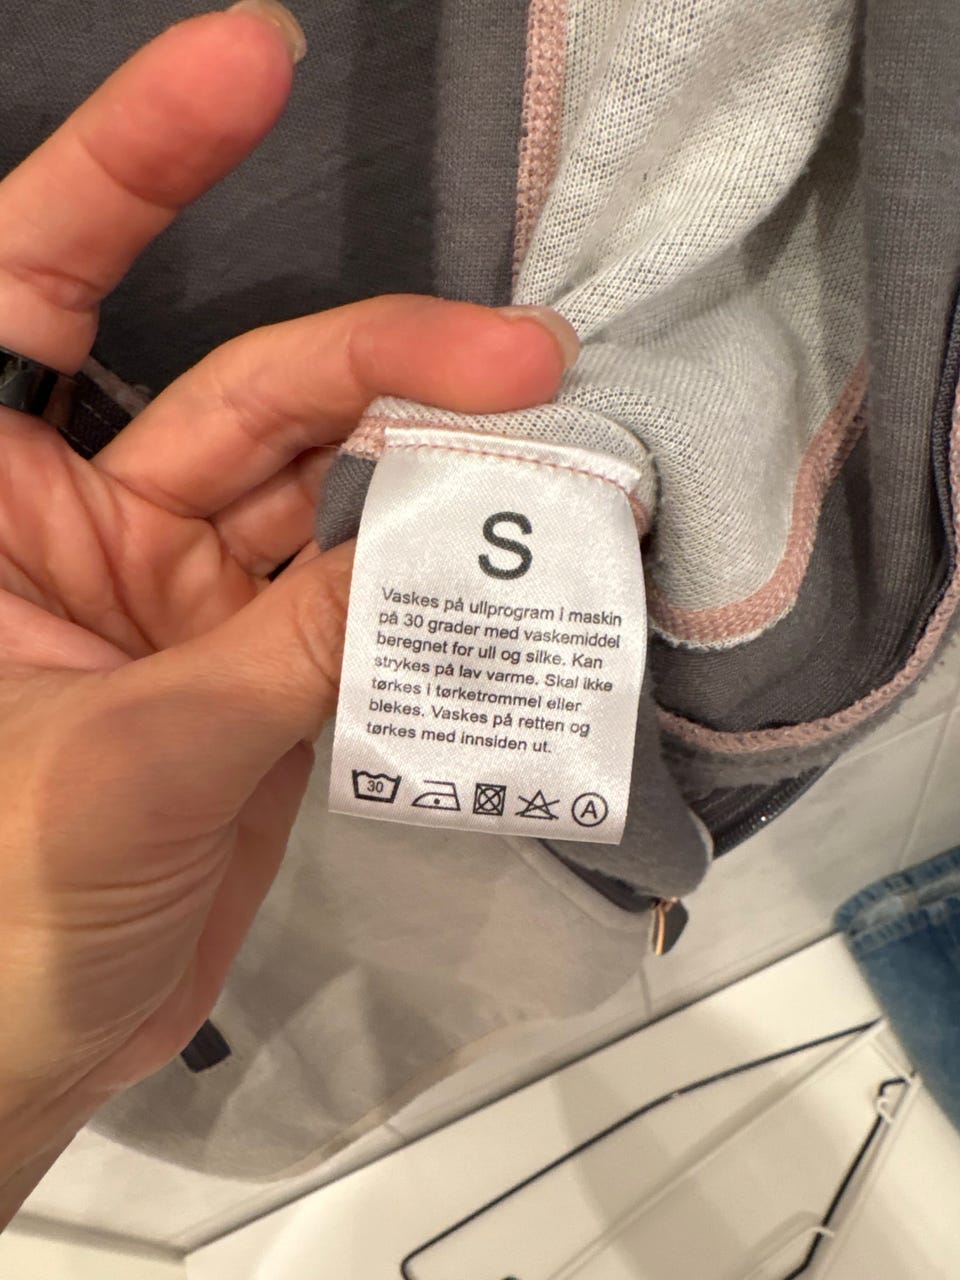 S
Vaskes på ullprogram i maskin
på 30 grader med vaskemiddel
beregnet for ull og silke. Kan
strykes på lav varme. Skal ikke
tørkes i tørketrommel eller
blekes. Vaskes på retten og
tørkes med innsiden ut.
30 A